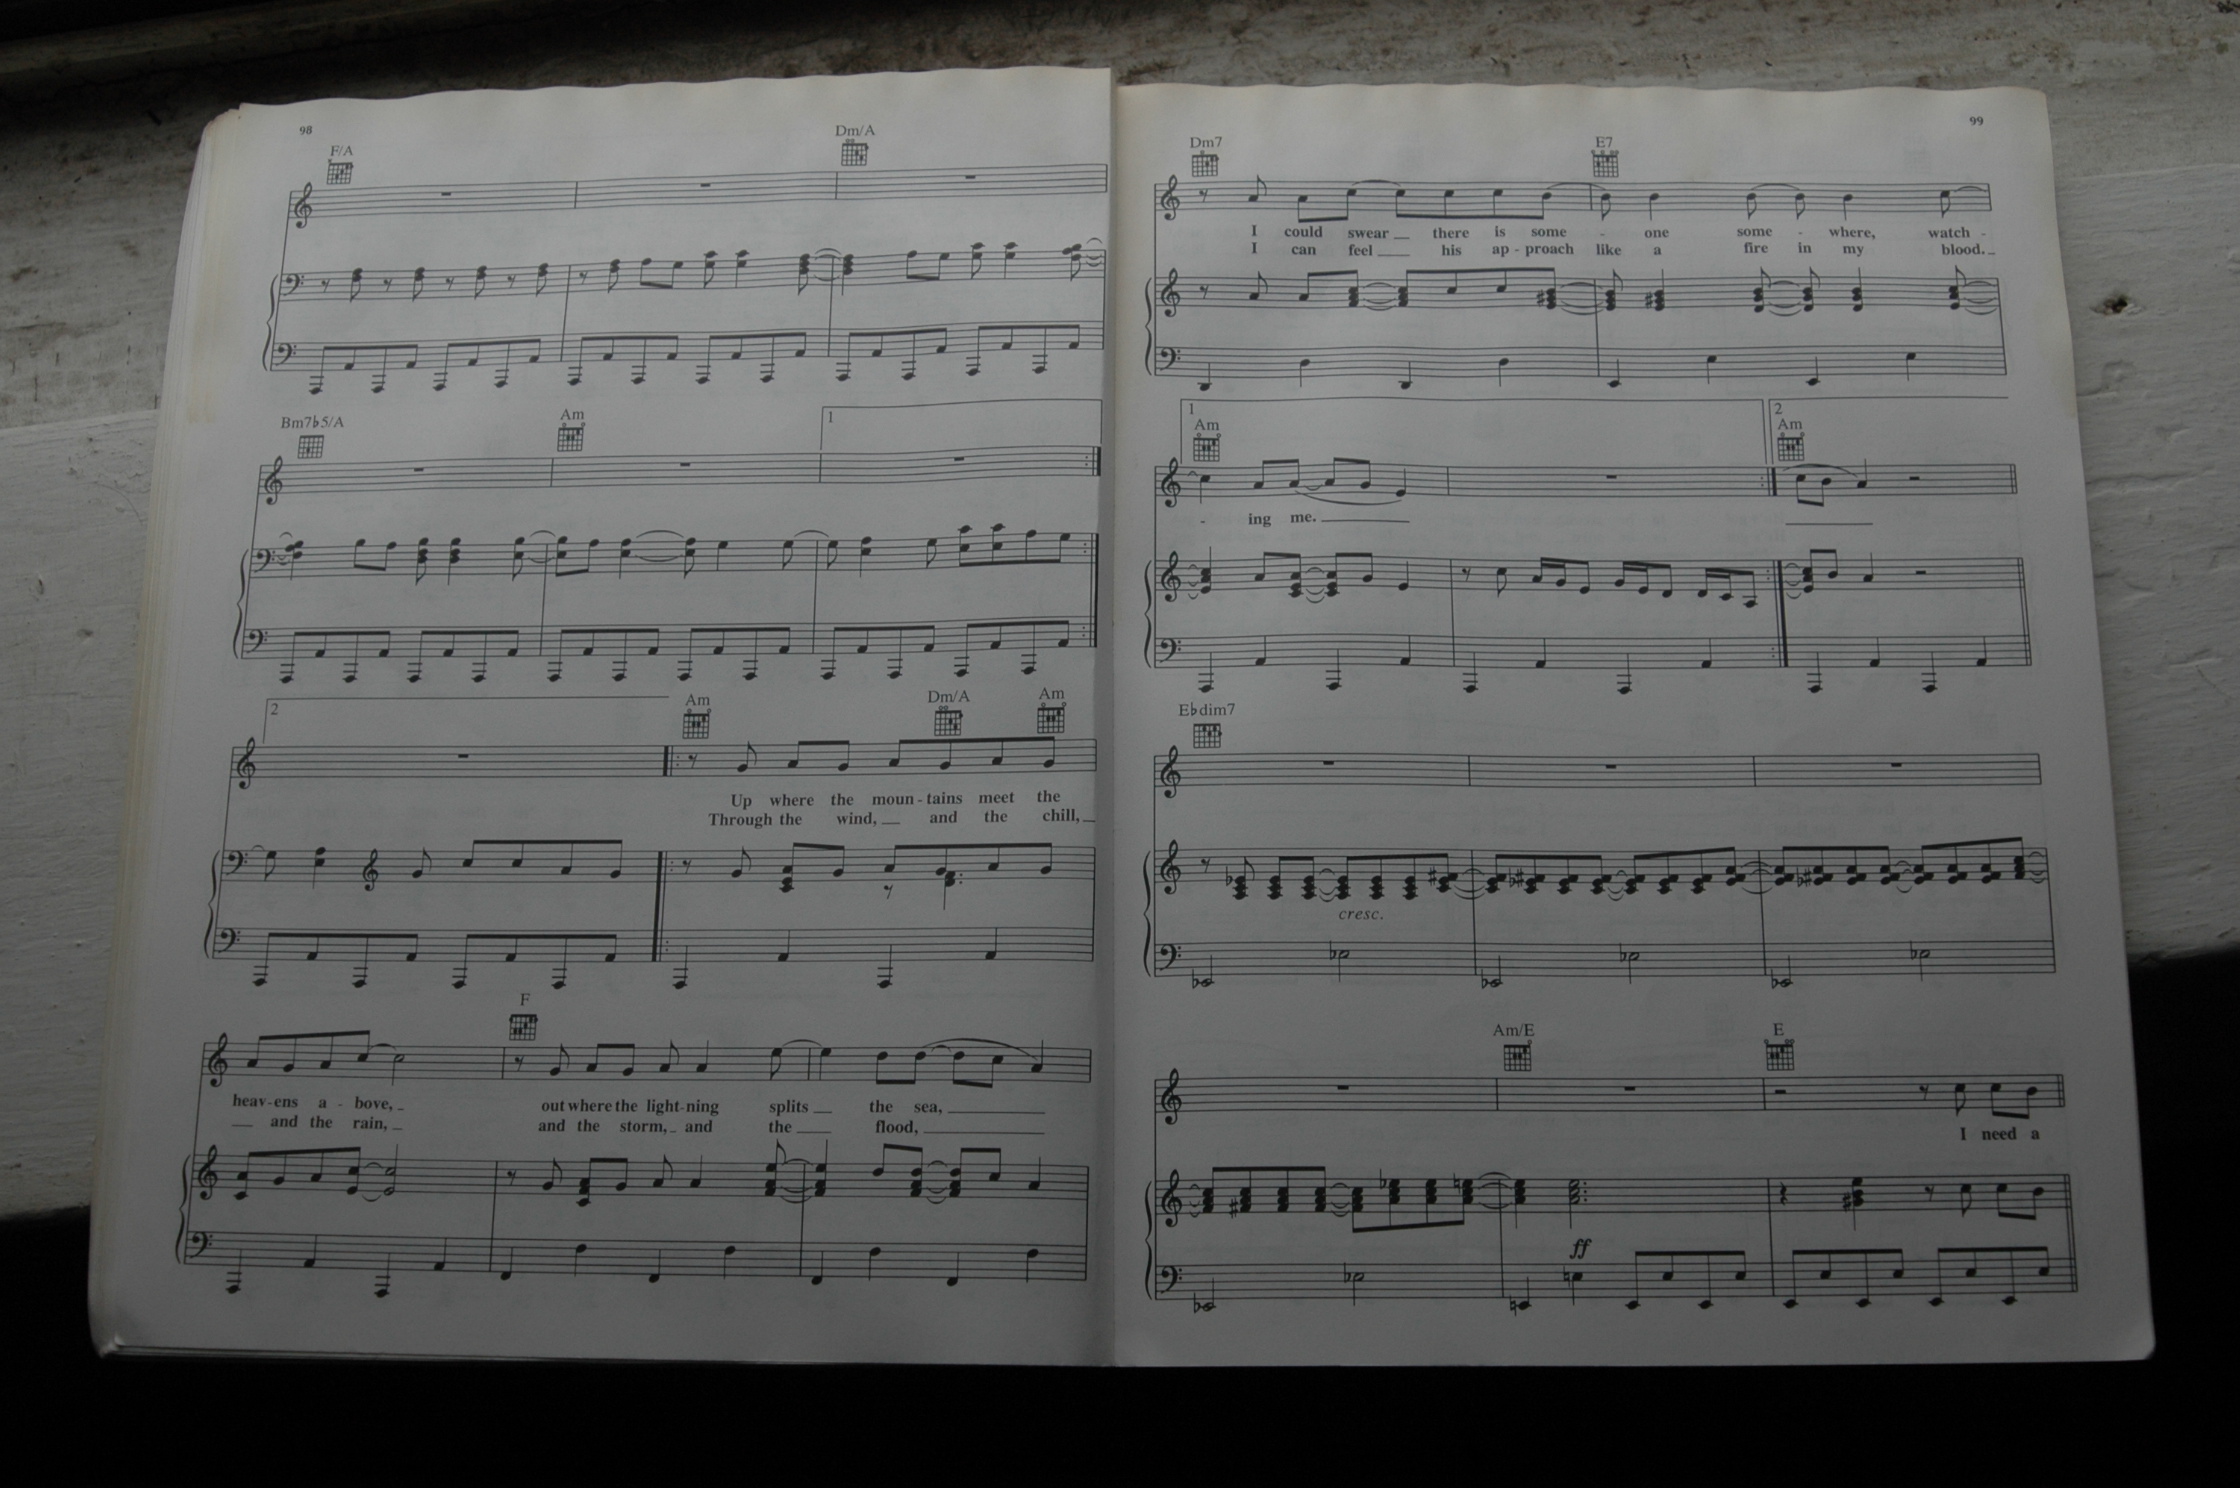 98
F/A Dm/A
Bm7♭5/A Am 1
2 Am Dm/A Am
Up where the moun - tains meet the
Through the wind, and the chill,
F
heav - ens a - bove, out where the light - ning splits the sea,
and the rain, and the storm, and the flood,
99
Dm7 E7
I could swear there is some - one some - where, watch -
I can feel his ap - proach like a fire in my blood.
1 2
Am Am
- ing me.
E♭dim7
cresc.
Am/E E
I need a
ff